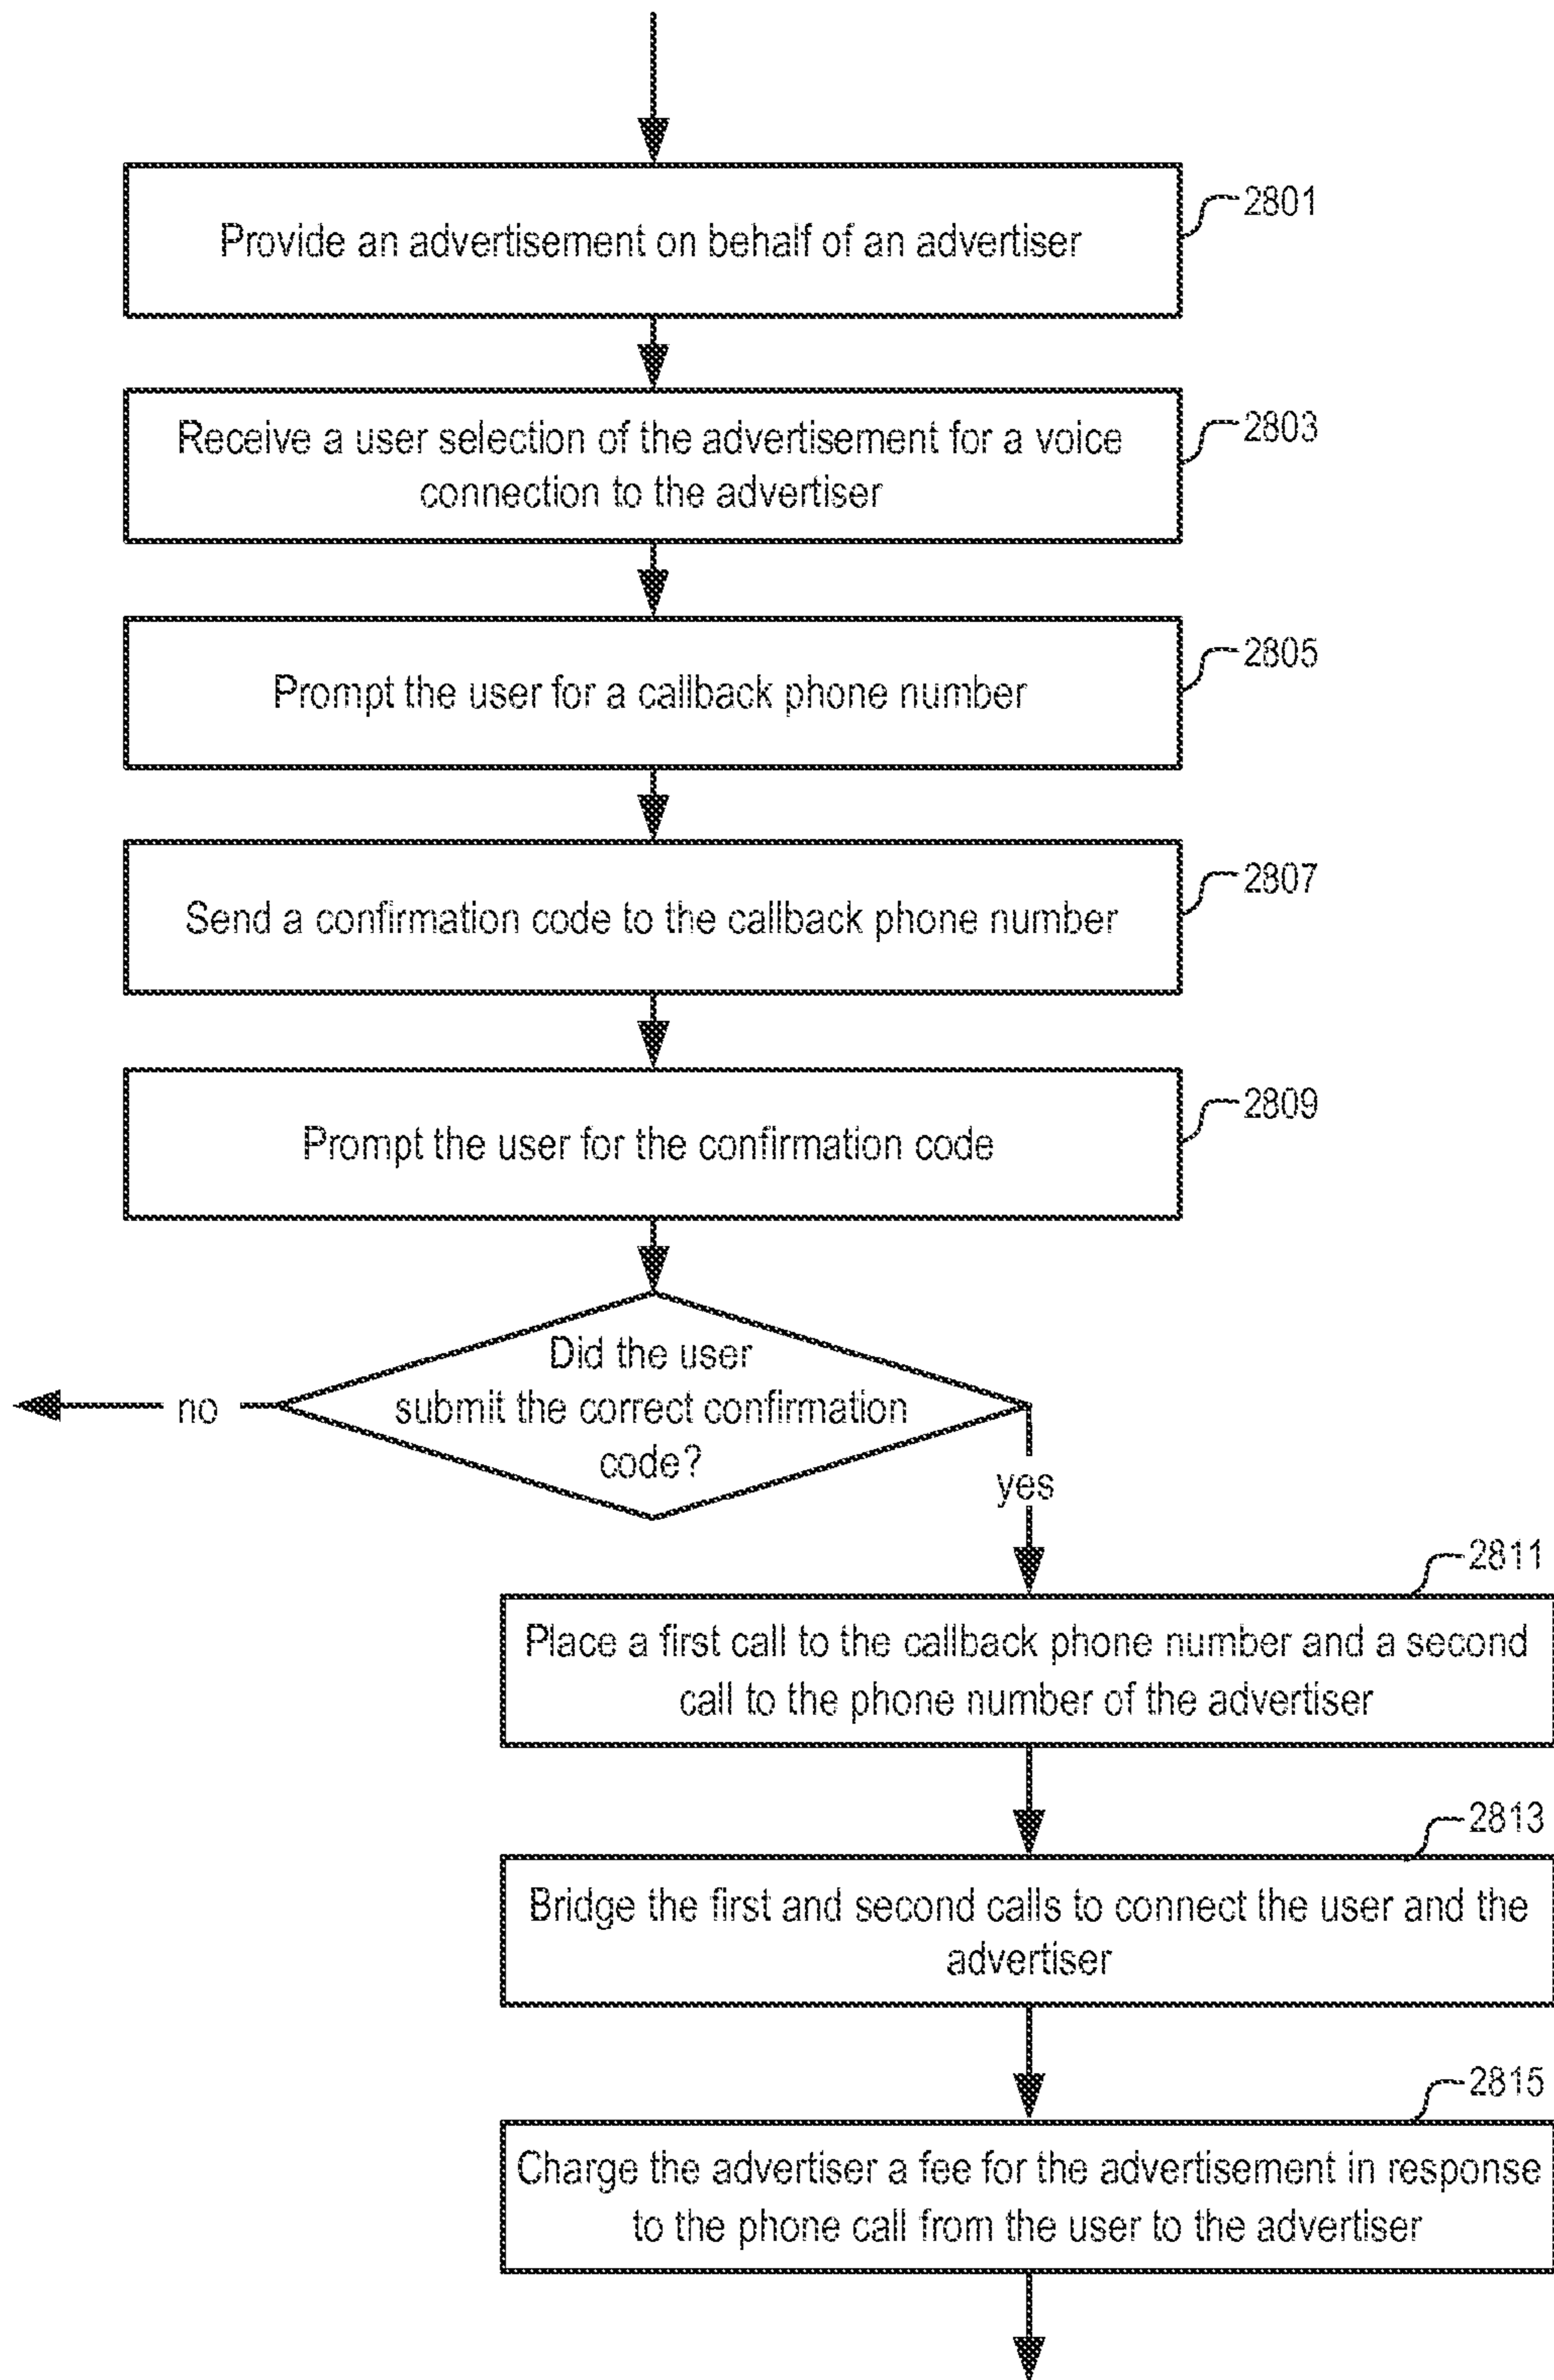 Provide an advertisement on behalf of an advertiser
2801
Receive a user selection of the advertisement for a voice
connection to the advertiser
2803
Prompt the user for a callback phone number
2805
Send a confirmation code to the callback phone number
2807
Prompt the user for the confirmation code
2809
Did the user
submit the correct confirmation
code?
no
yes
2811
Place a first call to the callback phone number and a second
call to the phone number of the advertiser
2813
Bridge the first and second calls to connect the user and the
advertiser
2815
Charge the advertiser a fee for the advertisement in response
to the phone call from the user to the advertiser